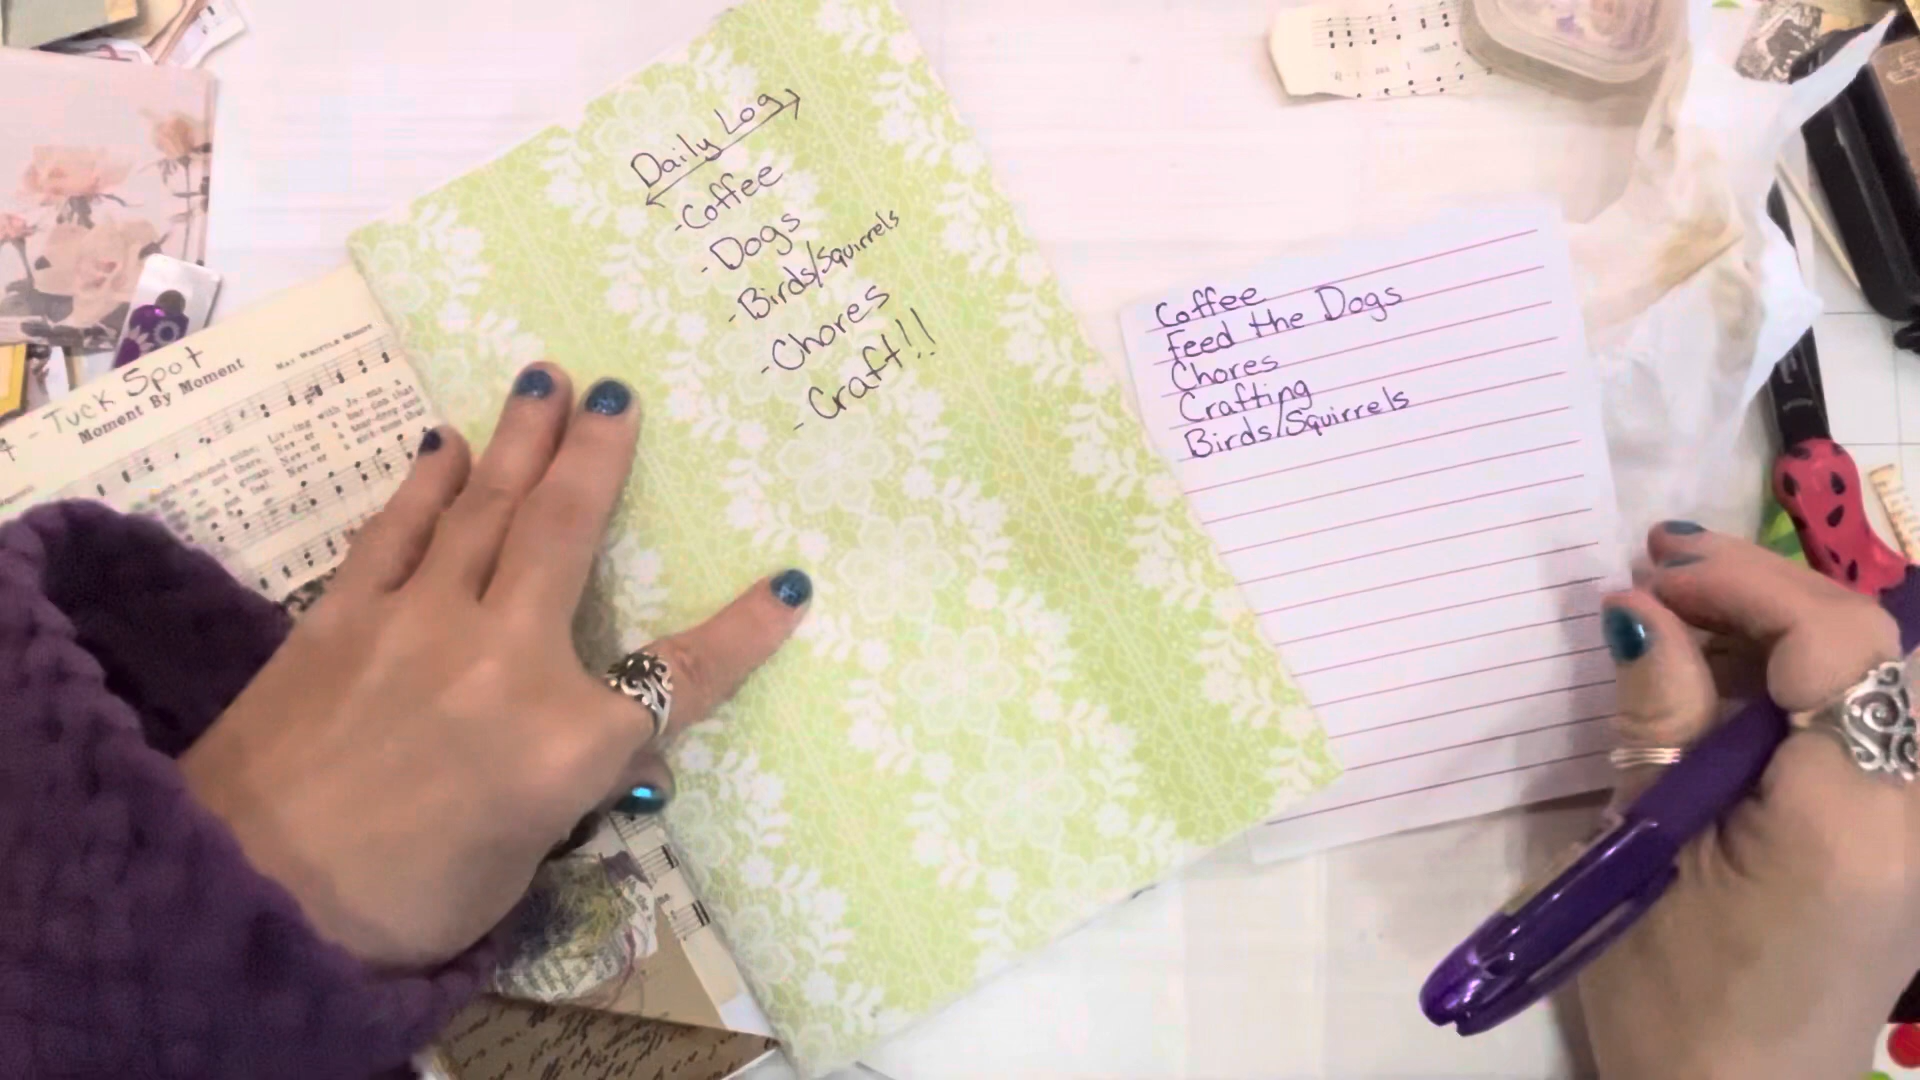 Daily Log
-Coffee
-Dogs
-Birds/Squirrels
-Chores
-Craft!!
Coffee
Feed the Dogs
Chores
Crafting
Birds/Squirrels
- Tuck Spot
Moment By Moment